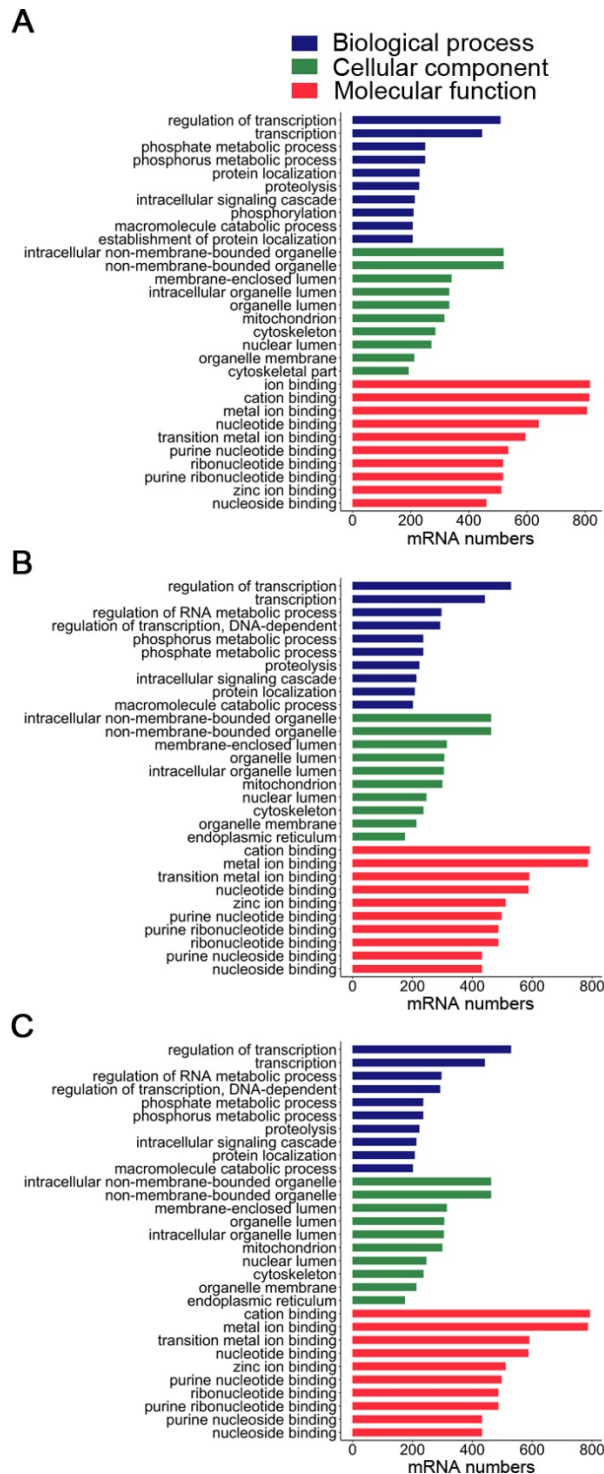 A
Biological process
Cellular component
Molecular function
regulation of transcription
transcription
phosphate metabolic process
phosphorus metabolic process
protein localization
proteolysis
intracellular signaling cascade
phosphorylation
macromolecule catabolic process
establishment of protein localization
intracellular non-membrane-bounded organelle
non-membrane-bounded organelle
membrane-enclosed lumen
intracellular organelle lumen
organelle lumen
mitochondrion
cytoskeleton
nuclear lumen
organelle membrane
cytoskeletal part
ion binding
cation binding
metal ion binding
nucleotide binding
transition metal ion binding
purine nucleotide binding
ribonucleotide binding
purine ribonucleotide binding
zinc ion binding
nucleoside binding
0 200 400 600 800
mRNA numbers
B
regulation of transcription
transcription
regulation of RNA metabolic process
regulation of transcription, DNA-dependent
phosphorus metabolic process
phosphate metabolic process
proteolysis
intracellular signaling cascade
protein localization
macromolecule catabolic process
intracellular non-membrane-bounded organelle
non-membrane-bounded organelle
membrane-enclosed lumen
organelle lumen
intracellular organelle lumen
mitochondrion
nuclear lumen
cytoskeleton
organelle membrane
endoplasmic reticulum
cation binding
metal ion binding
transition metal ion binding
nucleotide binding
zinc ion binding
purine nucleotide binding
purine ribonucleotide binding
ribonucleotide binding
purine nucleoside binding
nucleoside binding
0 200 400 600 800
mRNA numbers
C
regulation of transcription
transcription
regulation of RNA metabolic process
regulation of transcription, DNA-dependent
phosphate metabolic process
phosphorus metabolic process
proteolysis
intracellular signaling cascade
protein localization
macromolecule catabolic process
intracellular non-membrane-bounded organelle
non-membrane-bounded organelle
membrane-enclosed lumen
organelle lumen
intracellular organelle lumen
mitochondrion
nuclear lumen
cytoskeleton
organelle membrane
endoplasmic reticulum
cation binding
metal ion binding
transition metal ion binding
nucleotide binding
zinc ion binding
purine nucleotide binding
ribonucleotide binding
purine ribonucleotide binding
purine nucleoside binding
nucleoside binding
0 200 400 600 800
mRNA numbers